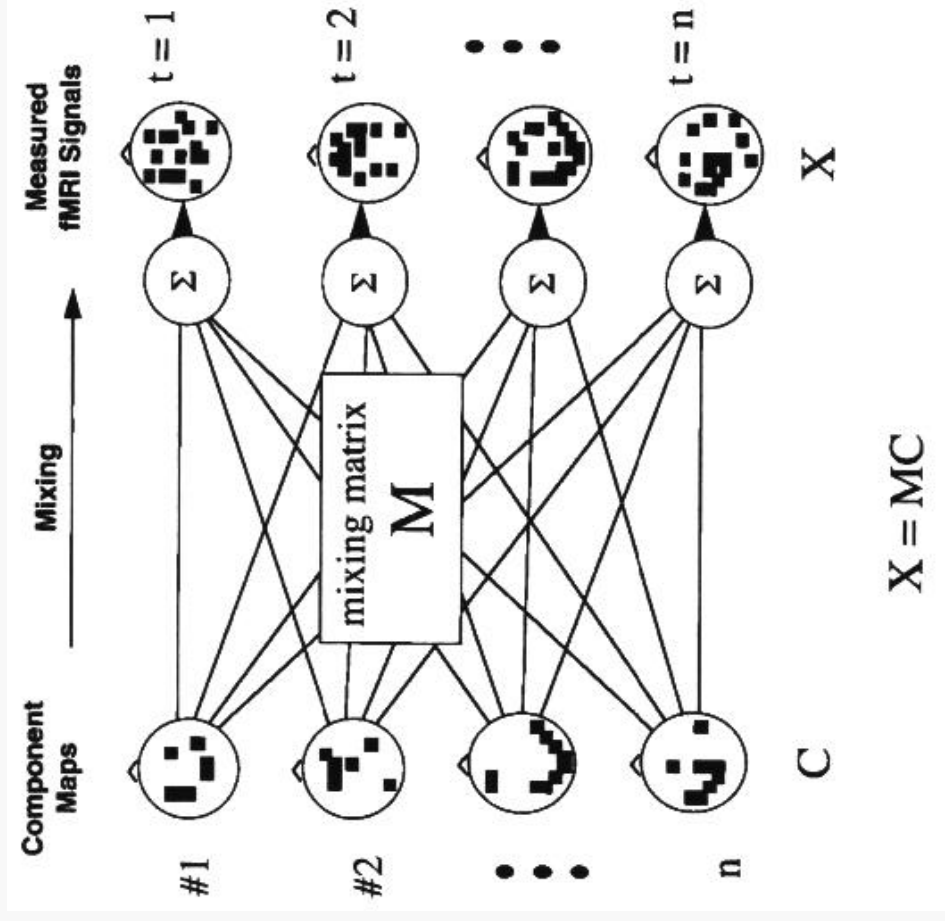 Component
Maps
Mixing
Measured
fMRI Signals
#1
Σ
t = 1
#2
Σ
t = 2
mixing matrix
M
• • •
Σ
• • •
n
Σ
t = n
C
X = MC
X